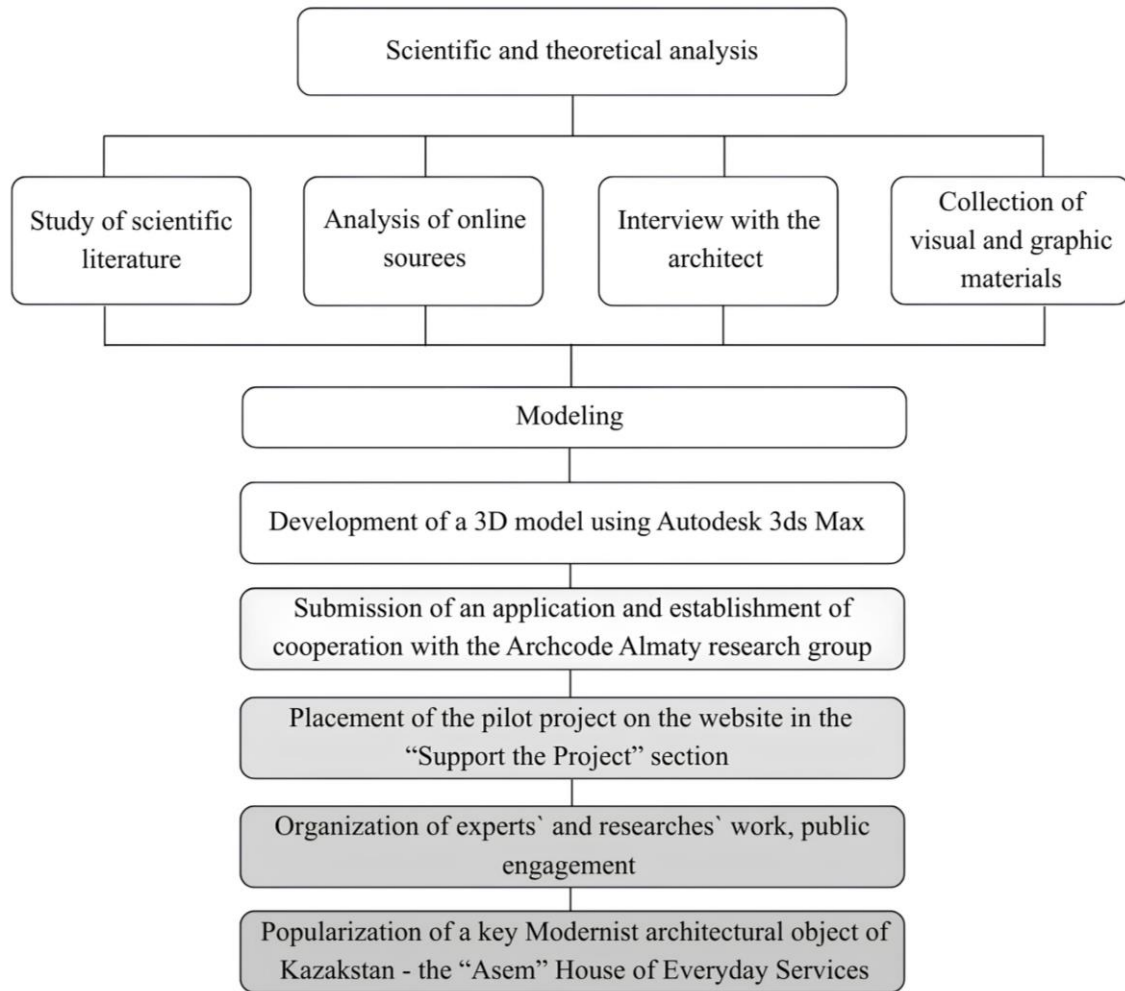 Scientific and theoretical analysis
Study of scientific
literature
Analysis of online
sourees
Interview with the
architect
Collection of
visual and graphic
materials
Modeling
Development of a 3D model using Autodesk 3ds Max
Submission of an application and establishment of
cooperation with the Archcode Almaty research group
Placement of the pilot project on the website in the
“Support the Project” section
Organization of experts` and researches` work, public
engagement
Popularization of a key Modernist architectural object of
Kazakstan - the “Asem” House of Everyday Services